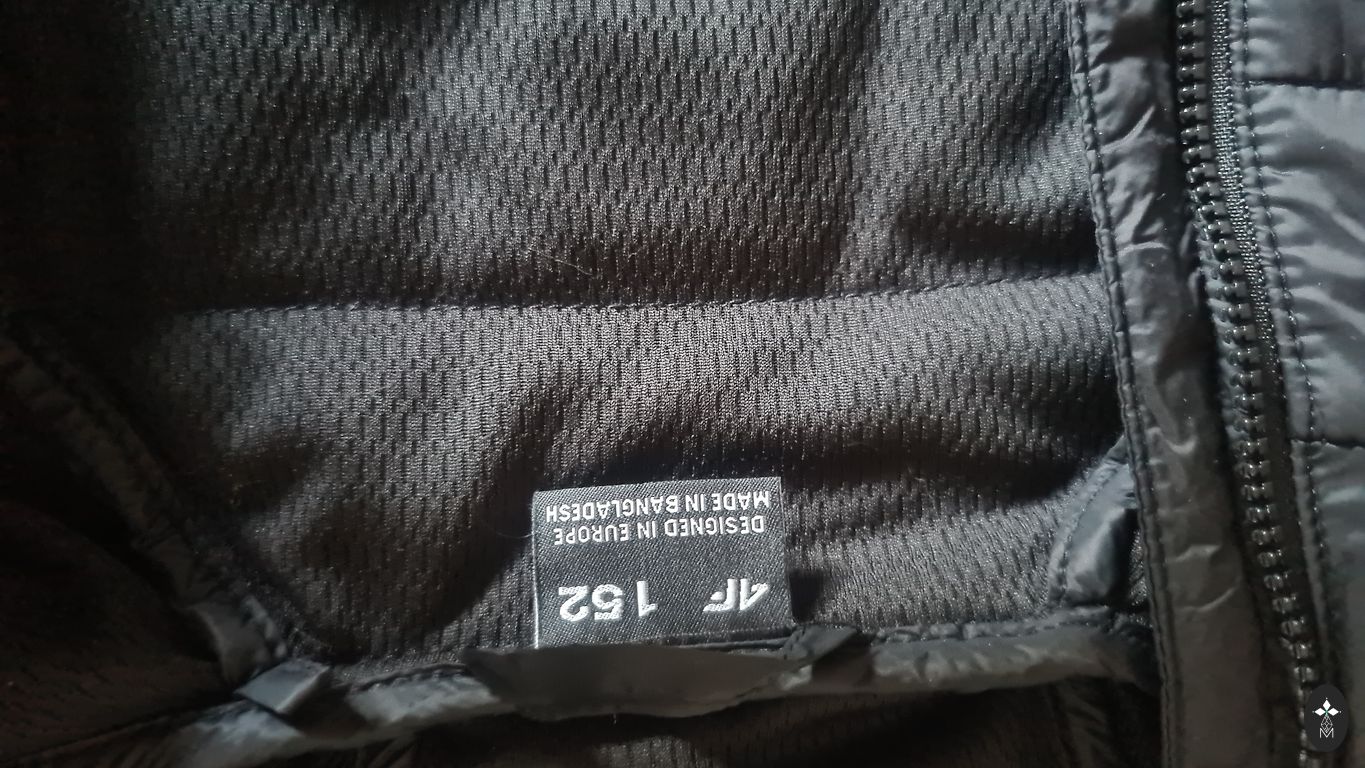 4F 152
DESIGNED IN EUROPE
MADE IN BANGLADESH
M